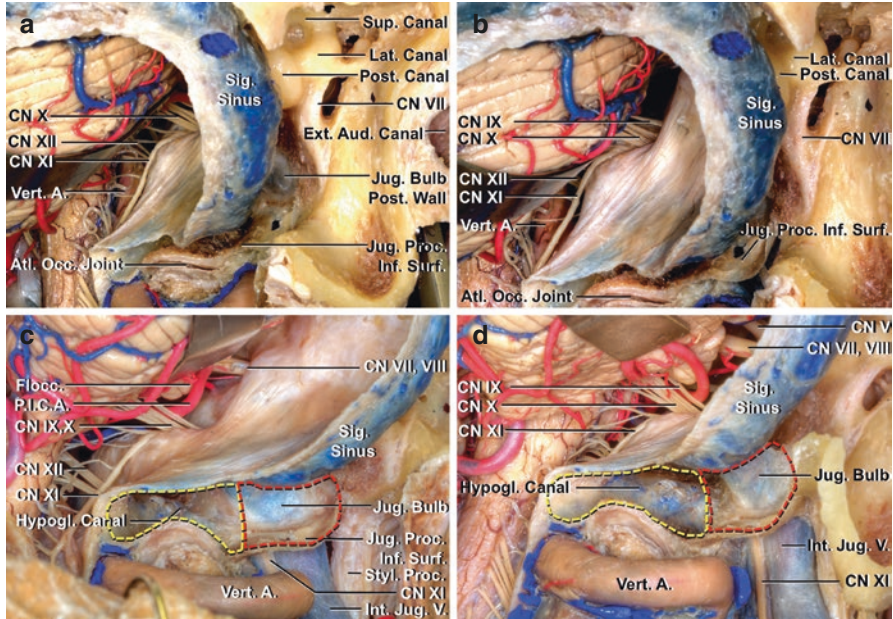 a
Sup. Canal
Lat. Canal
Post. Canal
Sig.
Sinus
CN VII
CN X
CN XII
CN XI
Ext. Aud. Canal
Vert. A.
Jug. Bulb
Post. Wall
Jug. Proc.
Inf. Surf.
Atl. Occ. Joint
b
Lat. Canal
Post. Canal
CN IX
CN X
Sig.
Sinus
CN VII
CN XII
CN XI
Vert. A.
Jug. Proc. Inf. Surf.
Atl. Occ. Joint
c
CN VII, VIII
Flocc.
P.I.C.A.
CN IX,X
Sig.
Sinus
CN XII
CN XI
Hypogl. Canal
Jug. Bulb
Jug. Proc.
Inf. Surf.
Styl. Proc.
CN XI
Vert. A.
Int. Jug. V.
d
CN V
CN VII, VIII
CN IX
CN X
CN XI
Sig.
Sinus
Jug. Bulb
Hypogl. Canal
Int. Jug. V.
Vert. A.
CN XI